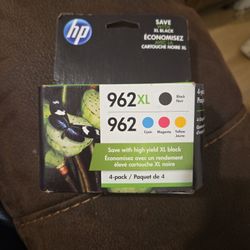 hp
SAVE
XL BLACK
ÉCONOMISEZ
CARTOUCHE NOIRE XL
962XL
Black
Noir
962
Cyan
Magenta
Yellow
Jaune
Save with high yield XL block
Économisez avec un rendement
élevé cartouche XL noire
4-pack / Paquet de 4